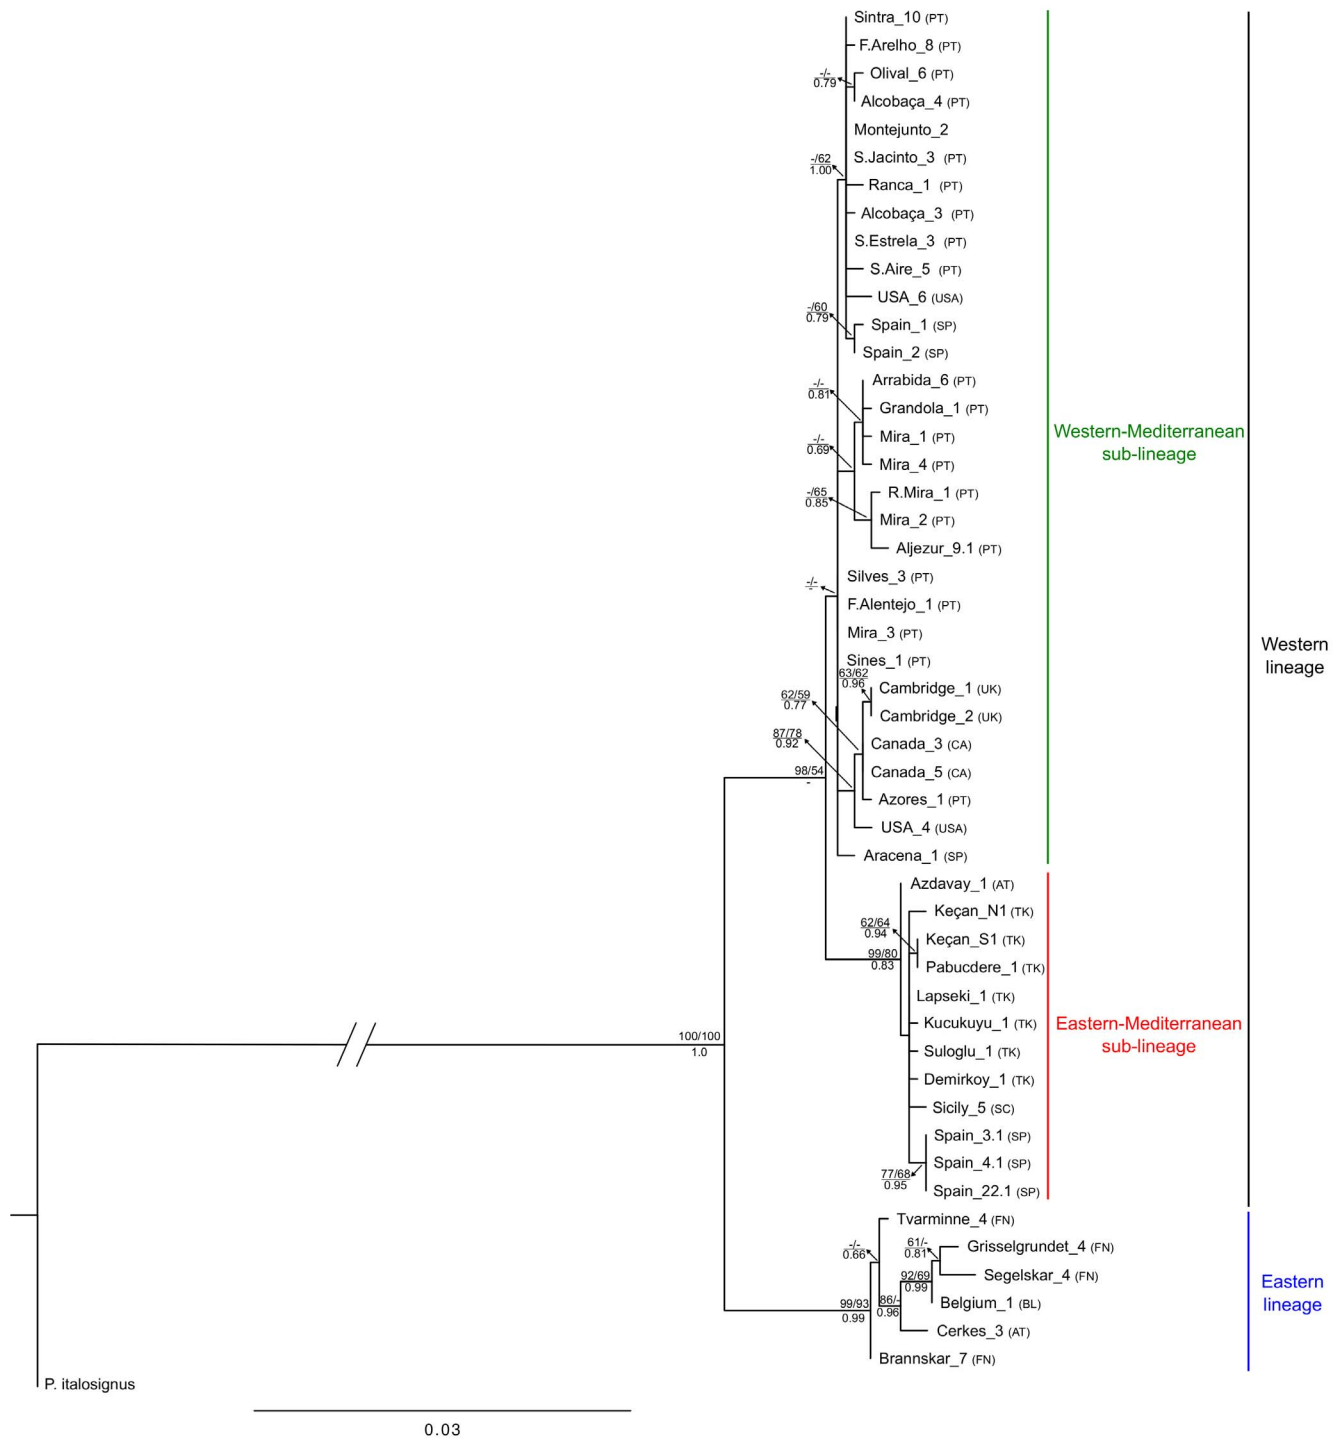 Sintra_10 (PT)
F.Arelho_8 (PT)
-/-
0.79
Olival_6 (PT)
Alcobaça_4 (PT)
Montejunto_2
-/62
1.00
S.Jacinto_3 (PT)
Ranca_1 (PT)
Alcobaça_3 (PT)
S.Estrela_3 (PT)
S.Aire_5 (PT)
USA_6 (USA)
-/60
0.79
Spain_1 (SP)
Spain_2 (SP)
-/-
0.81
Arrabida_6 (PT)
Grandola_1 (PT)
-/-
0.69
Mira_1 (PT)
Mira_4 (PT)
Western-Mediterranean
sub-lineage
-/65
0.85
R.Mira_1 (PT)
Mira_2 (PT)
Aljezur_9.1 (PT)
-/-
-
Silves_3 (PT)
F.Alentejo_1 (PT)
Mira_3 (PT)
Sines_1 (PT)
Western
lineage
63/62
0.96
62/59
0.77
Cambridge_1 (UK)
Cambridge_2 (UK)
87/78
0.92
Canada_3 (CA)
Canada_5 (CA)
98/54
-
Azores_1 (PT)
USA_4 (USA)
Aracena_1 (SP)
Azdavay_1 (AT)
Keçan_N1 (TK)
62/64
0.94
Keçan_S1 (TK)
99/80
0.83
Pabucdere_1 (TK)
Lapseki_1 (TK)
Kucukuyu_1 (TK)
Eastern-Mediterranean
sub-lineage
100/100
1.0
Suloglu_1 (TK)
Demirkoy_1 (TK)
Sicily_5 (SC)
Spain_3.1 (SP)
Spain_4.1 (SP)
77/68
0.95
Spain_22.1 (SP)
Tvarminne_4 (FN)
-/-
0.66
61/-
0.81
Grisselgrundet_4 (FN)
92/69
0.99
Segelskar_4 (FN)
Eastern
lineage
99/93
0.99
86/-
0.96
Belgium_1 (BL)
Cerkes_3 (AT)
Brannskar_7 (FN)
P. italosignus
0.03